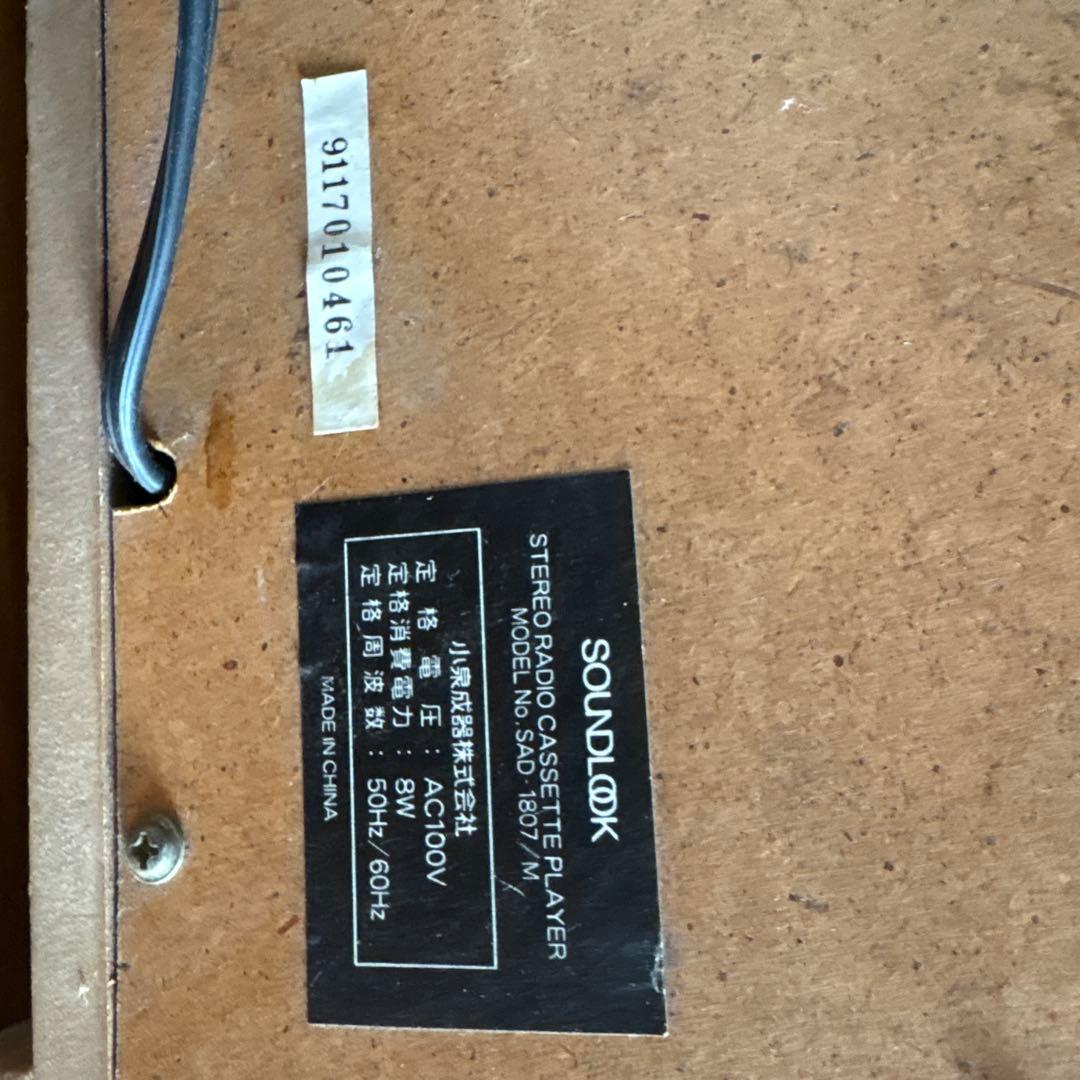 9117010461
SOUNDLOOK
STEREO RADIO CASSETTE PLAYER
MODEL No.SAD-1807/M
小泉成器株式会社
定格電圧: AC100V
定格消費電力: 8W
定格周波数: 50Hz/60Hz
MADE IN CHINA